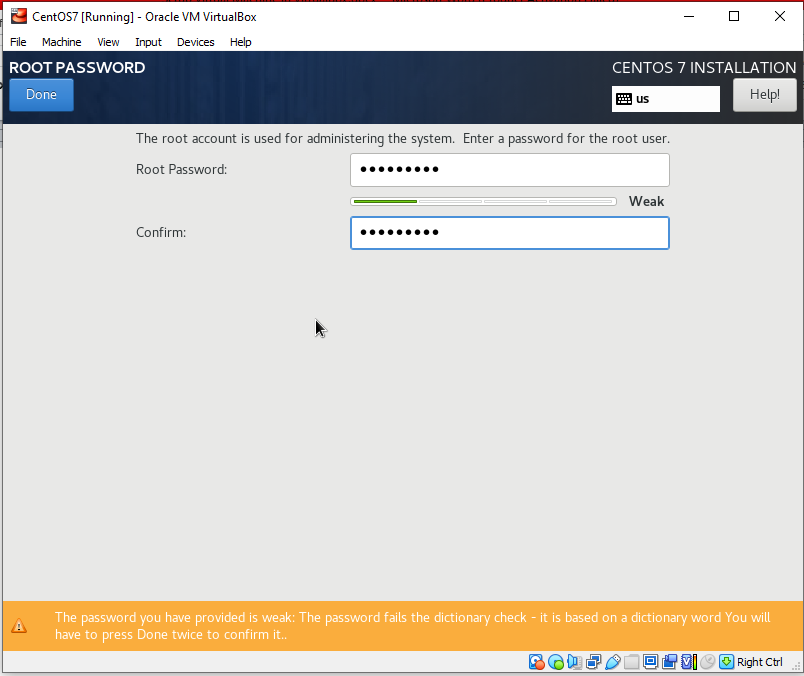 CentOS7 [Running] - Oracle VM VirtualBox
File Machine View Input Devices Help
ROOT PASSWORD
CENTOS 7 INSTALLATION
Done
us
Help!
The root account is used for administering the system. Enter a password for the root user.
Root Password:
●●●●●●●●●
Weak
Confirm:
●●●●●●●●●
The password you have provided is weak: The password fails the dictionary check - it is based on a dictionary word You will
have to press Done twice to confirm it..
Right Ctrl